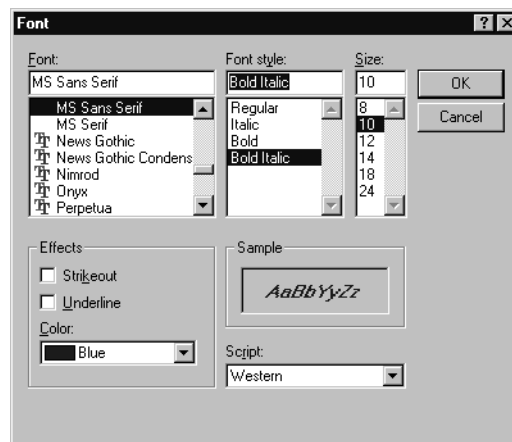 Font
Font:
MS Sans Serif
MS Sans Serif
MS Serif
News Gothic
News Gothic Condens
Nimrod
Onyx
Perpetua
Font style:
Bold Italic
Regular
Italic
Bold
Bold Italic
Size:
10
8
10
12
14
18
24
OK
Cancel
Effects
Strikeout
Underline
Color:
Blue
Sample
AaBbYyZz
Script:
Western